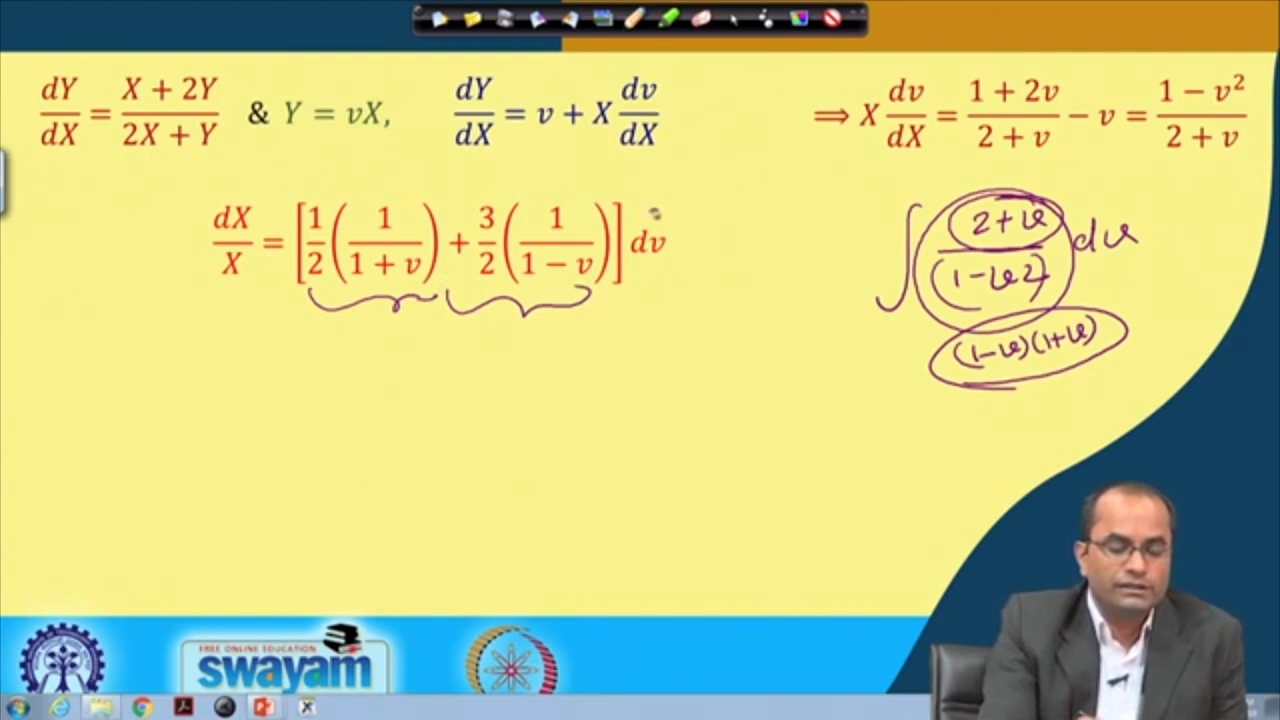 dY/dX = (X + 2Y)/(2X + Y) & Y = vX, dY/dX = v + X dv/dX ⟹ X dv/dX = (1 + 2v)/(2 + v) − v = (1 − v²)/(2 + v)
dX/X = [1/2 (1/(1 + v)) + 3/2 (1/(1 − v))] dv
∫ (2+v)/(1−v2) dv
(1−v)(1+v)
FREE ONLINE EDUCATION
swayam